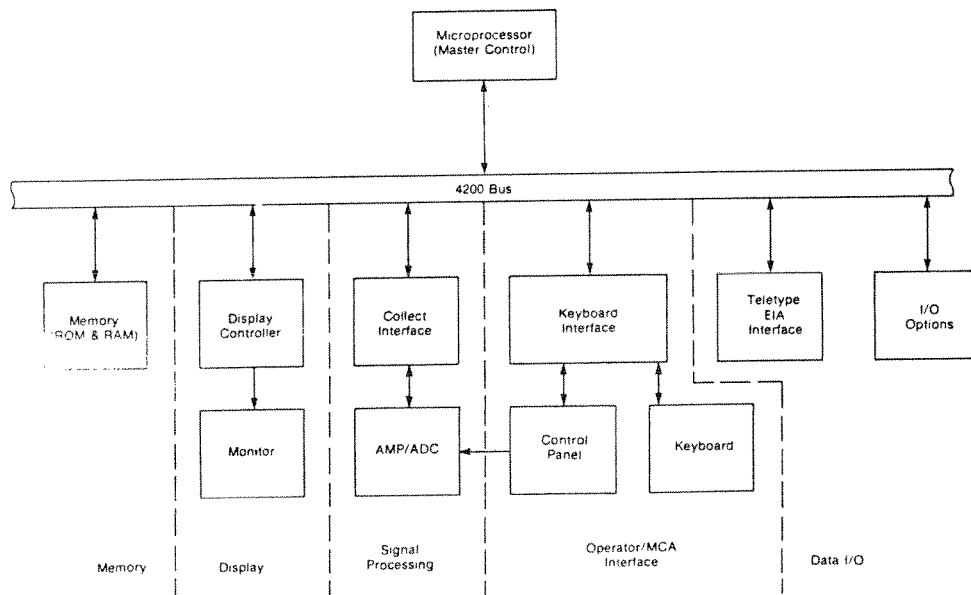 Microprocessor
(Master Control)
4200 Bus
Memory
(ROM & RAM)
Display
Controller
Collect
Interface
Keyboard
Interface
Teletype
EIA
Interface
I/O
Options
Monitor
AMP/ADC
Control
Panel
Keyboard
Memory
Display
Signal
Processing
Operator/MCA
Interface
Data I/O